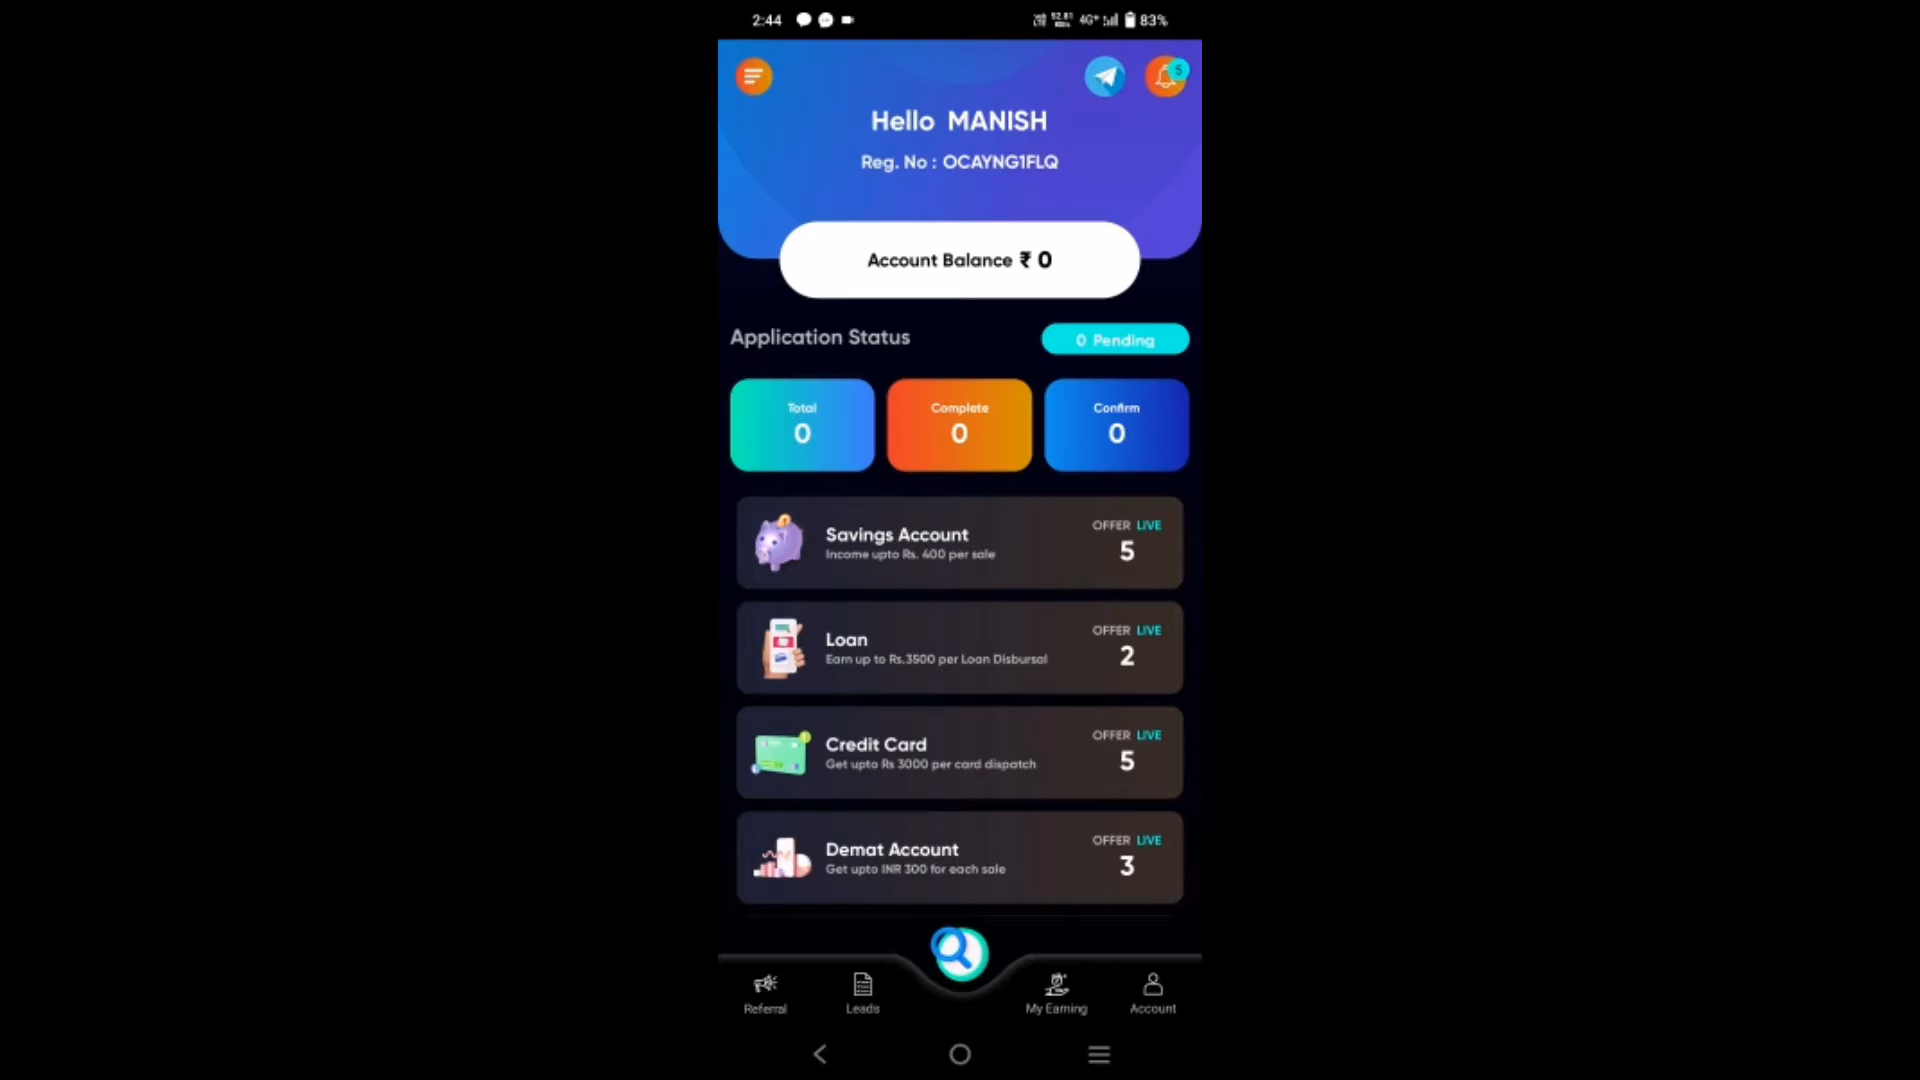 2:44
4G+ 83%
5
Hello MANISH
Reg. No : OCAYNG1FLQ
Account Balance ₹ 0
Application Status
0 Pending
Total
0
Complete
0
Confirm
0
Savings Account
Income upto Rs. 400 per sale
OFFER LIVE
5
Loan
Earn up to Rs.3500 per Loan Disbursal
OFFER LIVE
2
Credit Card
Get upto Rs 3000 per card dispatch
OFFER LIVE
5
Demat Account
Get upto INR 300 for each sale
OFFER LIVE
3
Referral
Leads
My Earning
Account